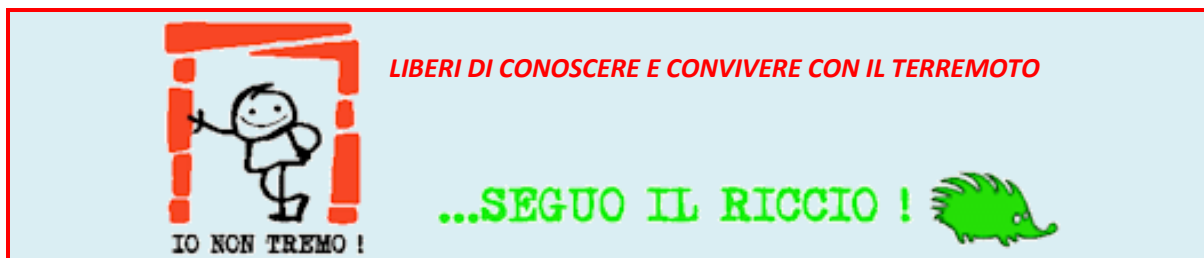 LIBERI DI CONOSCERE E CONVIVERE CON IL TERREMOTO
...SEGUO IL RICCIO !
IO NON TREMO !